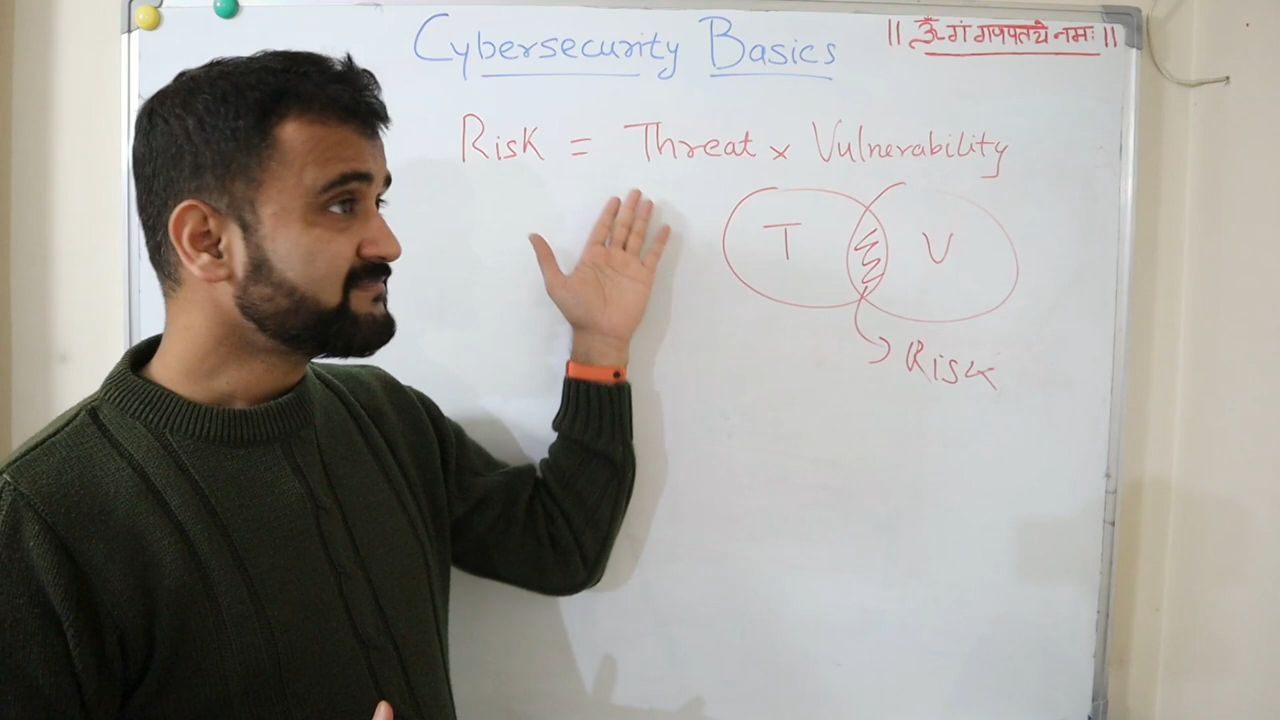 Cybersecurity Basics
|| ॐ गं गणपतये नमः ||
Risk = Threat x Vulnerability
T
V
Risk